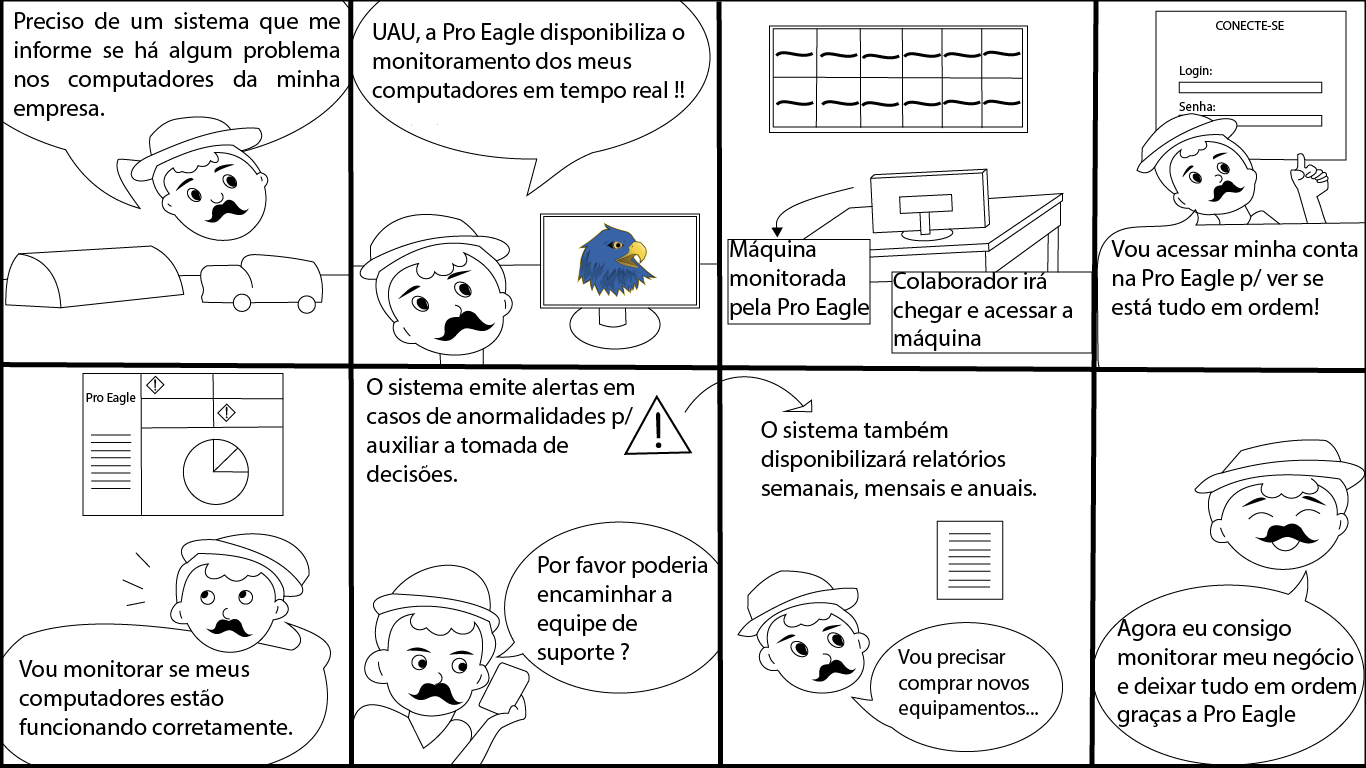 Preciso de um sistema que me
informe se há algum problema
nos computadores da minha
empresa.
UAU, a Pro Eagle disponibiliza o
monitoramento dos meus
computadores em tempo real !!
Máquina
monitorada
pela Pro Eagle
Colaborador irá
chegar e acessar a
máquina
CONECTE-SE
Login:
Senha:
Vou acessar minha conta
na Pro Eagle p/ ver se
está tudo em ordem!
Pro Eagle
!
!
Vou monitorar se meus
computadores estão
funcionando corretamente.
O sistema emite alertas em
casos de anormalidades p/
auxiliar a tomada de
decisões.
!
Por favor poderia
encaminhar a
equipe de
suporte ?
O sistema também
disponibilizará relatórios
semanais, mensais e anuais.
Vou precisar
comprar novos
equipamentos...
Agora eu consigo
monitorar meu negócio
e deixar tudo em ordem
graças a Pro Eagle